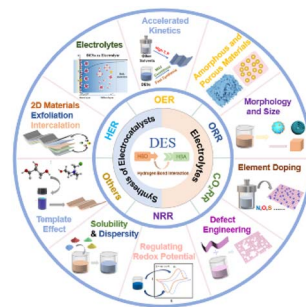 Accelerated
Kinetics
Electrolytes
Amorphous and
Porous Materials
2D Materials
Exfoliation
Intercalation
Morphology
and Size
Element Doping
N,O,S
Defect
Engineering
Regulating
Redox Potential
Solubility
& Dispersity
Template
Effect
OER
ORR
CO₂RR
NRR
Others
HER
Synthesis of Electrocatalysts
Electrolytes
DES
HBD
HBA
Hydrogen Bond Interaction